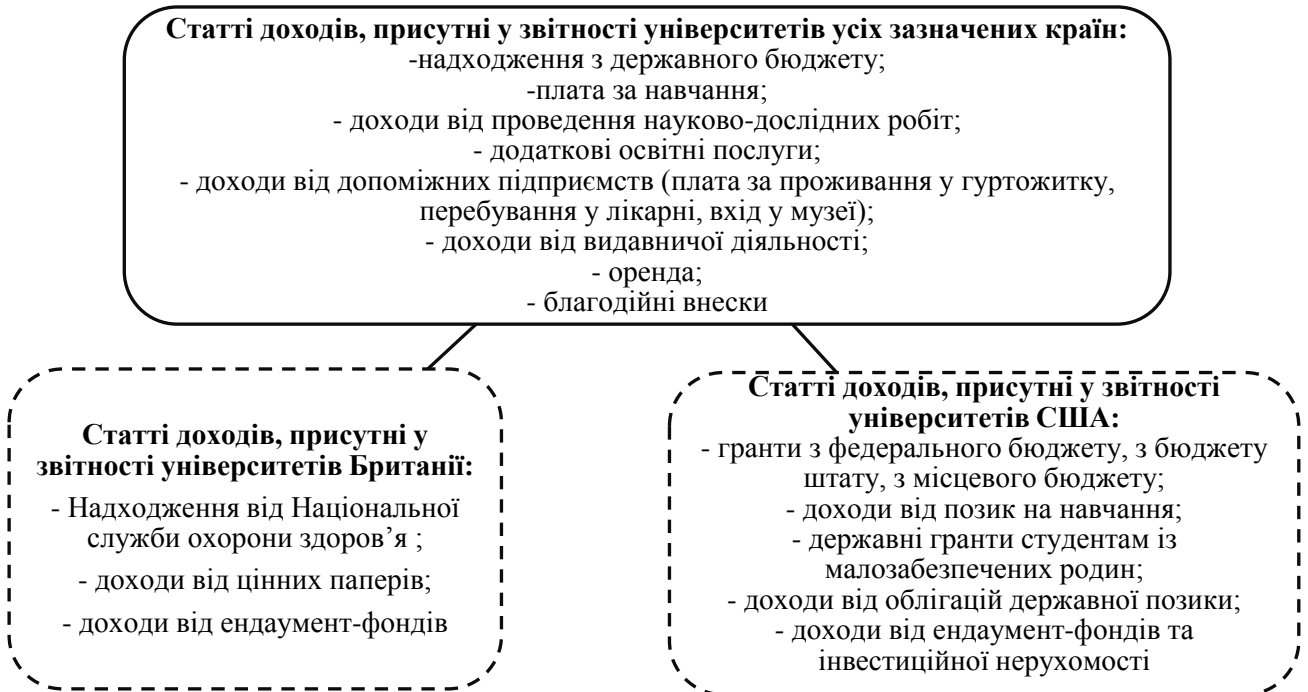 Статті доходів, присутні у звітності університетів усіх зазначених країн:
-надходження з державного бюджету;
-плата за навчання;
- доходи від проведення науково-дослідних робіт;
- додаткові освітні послуги;
- доходи від допоміжних підприємств (плата за проживання у гуртожитку,
перебування у лікарні, вхід у музеї);
- доходи від видавничої діяльності;
- оренда;
- благодійні внески
Статті доходів, присутні у
звітності університетів Британії:
- Надходження від Національної
служби охорони здоров’я ;
- доходи від цінних паперів;
- доходи від ендаумент-фондів
Статті доходів, присутні у звітності
університетів США:
- гранти з федерального бюджету, з бюджету
штату, з місцевого бюджету;
- доходи від позик на навчання;
- державні гранти студентам із
малозабезпечених родин;
- доходи від облігацій державної позики;
- доходи від ендаумент-фондів та
інвестиційної нерухомості